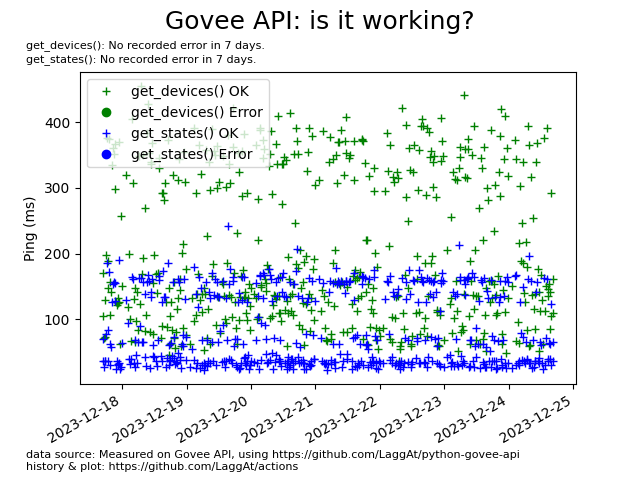 Govee API: is it working?
get_devices(): No recorded error in 7 days.
get_states(): No recorded error in 7 days.
get_devices() OK
get_devices() Error
get_states() OK
get_states() Error
Ping (ms)
400
300
200
100
2023-12-18
2023-12-19
2023-12-20
2023-12-21
2023-12-22
2023-12-23
2023-12-24
2023-12-25
data source: Measured on Govee API, using https://github.com/LaggAt/python-govee-api
history & plot: https://github.com/LaggAt/actions